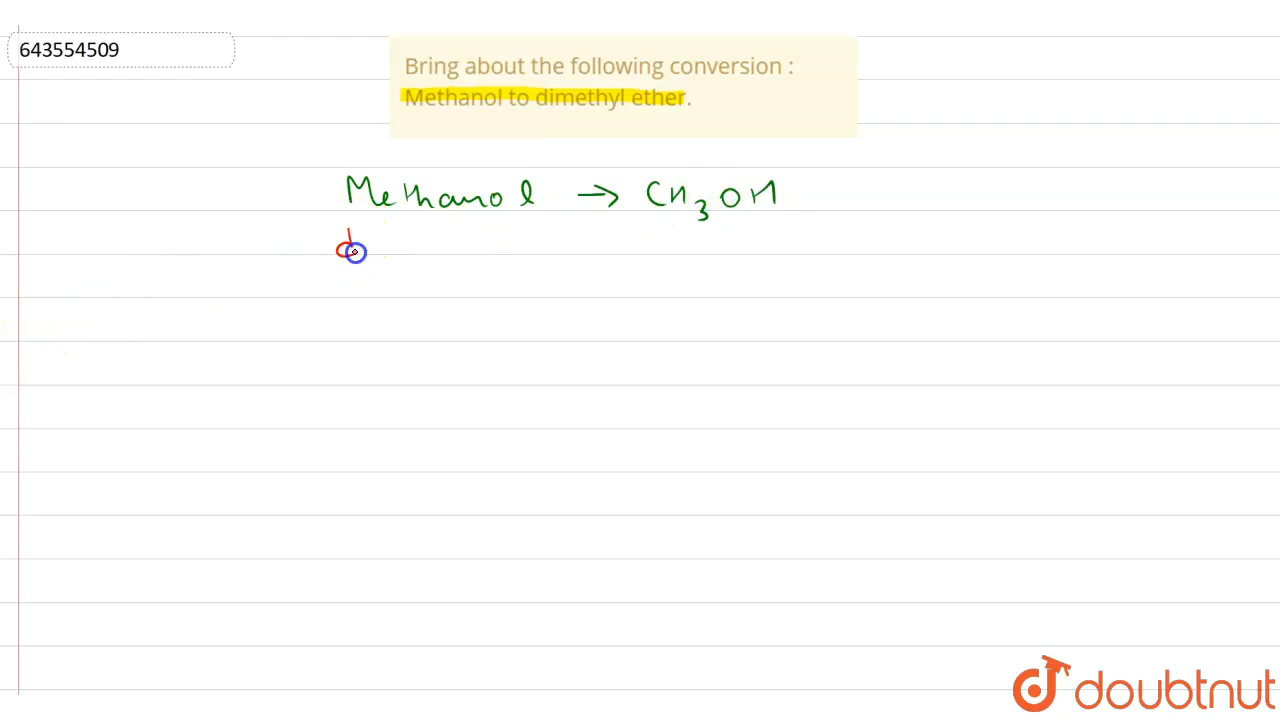 643554509
Bring about the following conversion :
Methanol to dimethyl ether.
Methanol → CH3OH
d
doubtnut